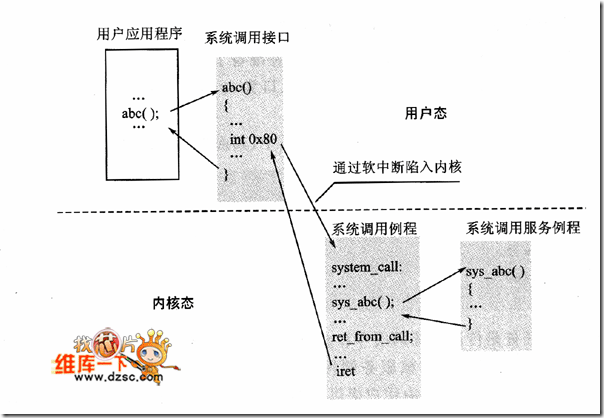 用户应用程序
...
abc( );
...
系统调用接口
abc()
{
...
int 0x80
...
}
用户态
通过软中断陷入内核
内核态
系统调用例程
system_call:
...
sys_abc( );
...
ret_from_call;
...
iret
系统调用服务例程
sys_abc( )
{
...
}
找芯片
维库一下
www.dzsc.com